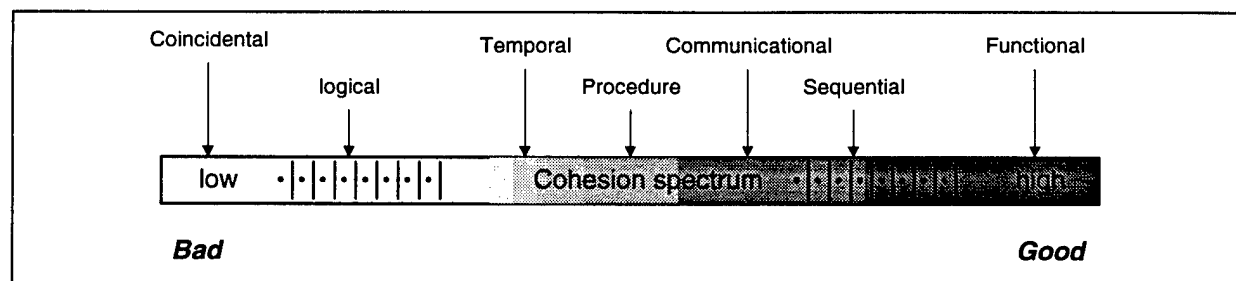 Coincidental Temporal Communicational Functional
logical Procedure Sequential
low Cohesion spectrum high
Bad Good